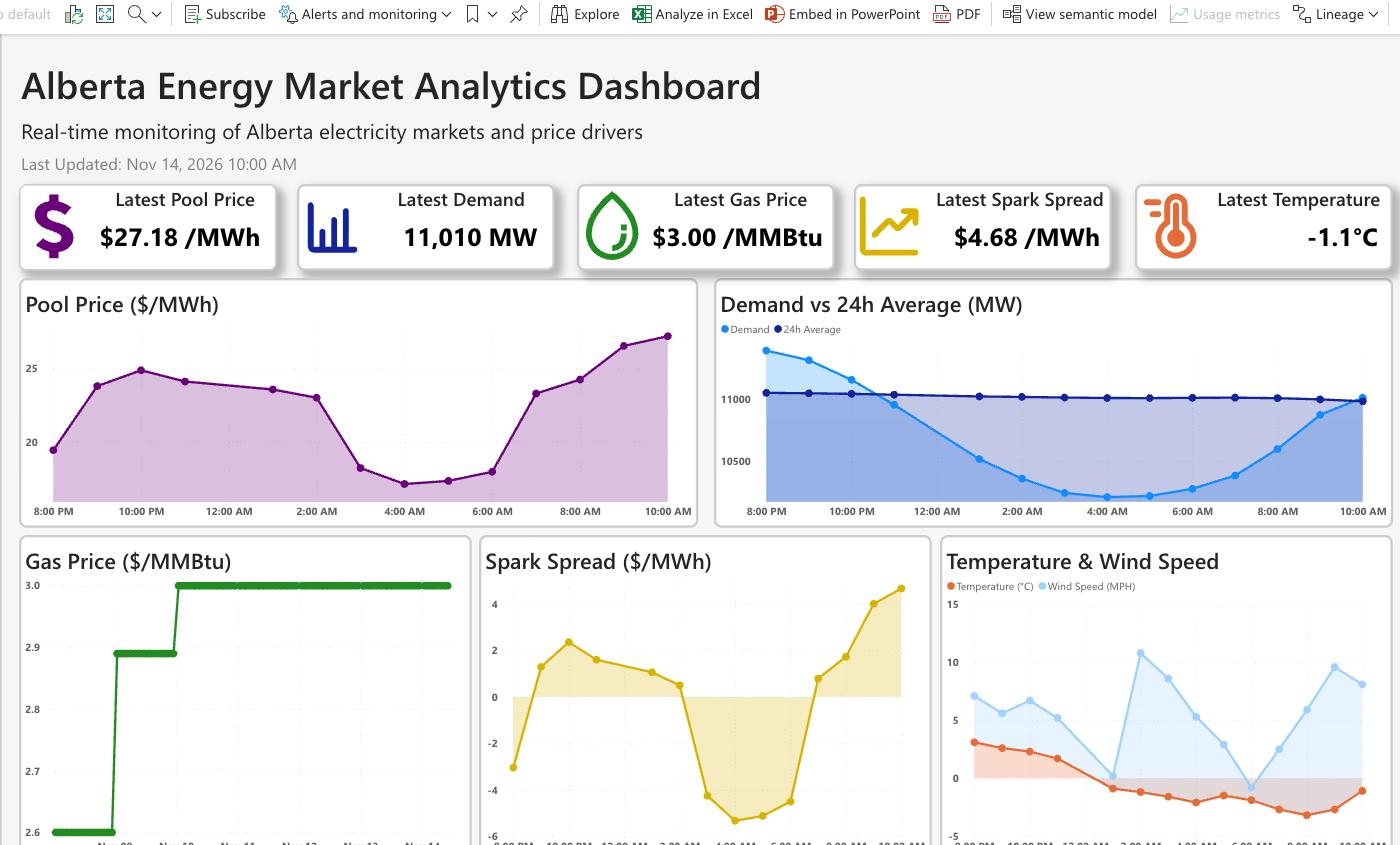 default Subscribe Alerts and monitoring Explore Analyze in Excel Embed in PowerPoint PDF View semantic model Usage metrics Lineage
Alberta Energy Market Analytics Dashboard
Real-time monitoring of Alberta electricity markets and price drivers
Last Updated: Nov 14, 2026 10:00 AM
Latest Pool Price
$27.18 /MWh
Latest Demand
11,010 MW
Latest Gas Price
$3.00 /MMBtu
Latest Spark Spread
$4.68 /MWh
Latest Temperature
-1.1°C
Pool Price ($/MWh)
25
20
8:00 PM 10:00 PM 12:00 AM 2:00 AM 4:00 AM 6:00 AM 8:00 AM 10:00 AM
Demand vs 24h Average (MW)
Demand 24h Average
11000
10500
8:00 PM 10:00 PM 12:00 AM 2:00 AM 4:00 AM 6:00 AM 8:00 AM 10:00 AM
Gas Price ($/MMBtu)
3.0
2.9
2.8
2.7
2.6
Spark Spread ($/MWh)
4
2
0
-2
-4
-6
Temperature & Wind Speed
Temperature (°C) Wind Speed (MPH)
15
10
5
0
-5